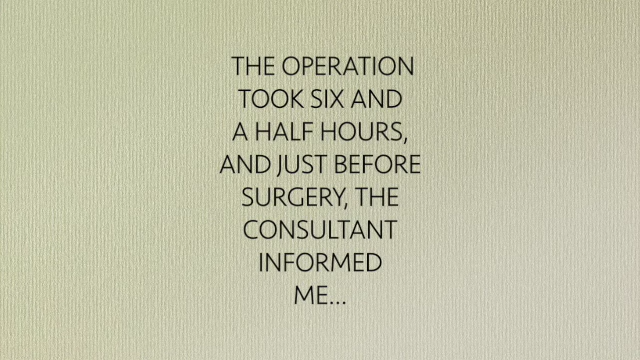 THE OPERATION
TOOK SIX AND
A HALF HOURS,
AND JUST BEFORE
SURGERY, THE
CONSULTANT
INFORMED
ME...